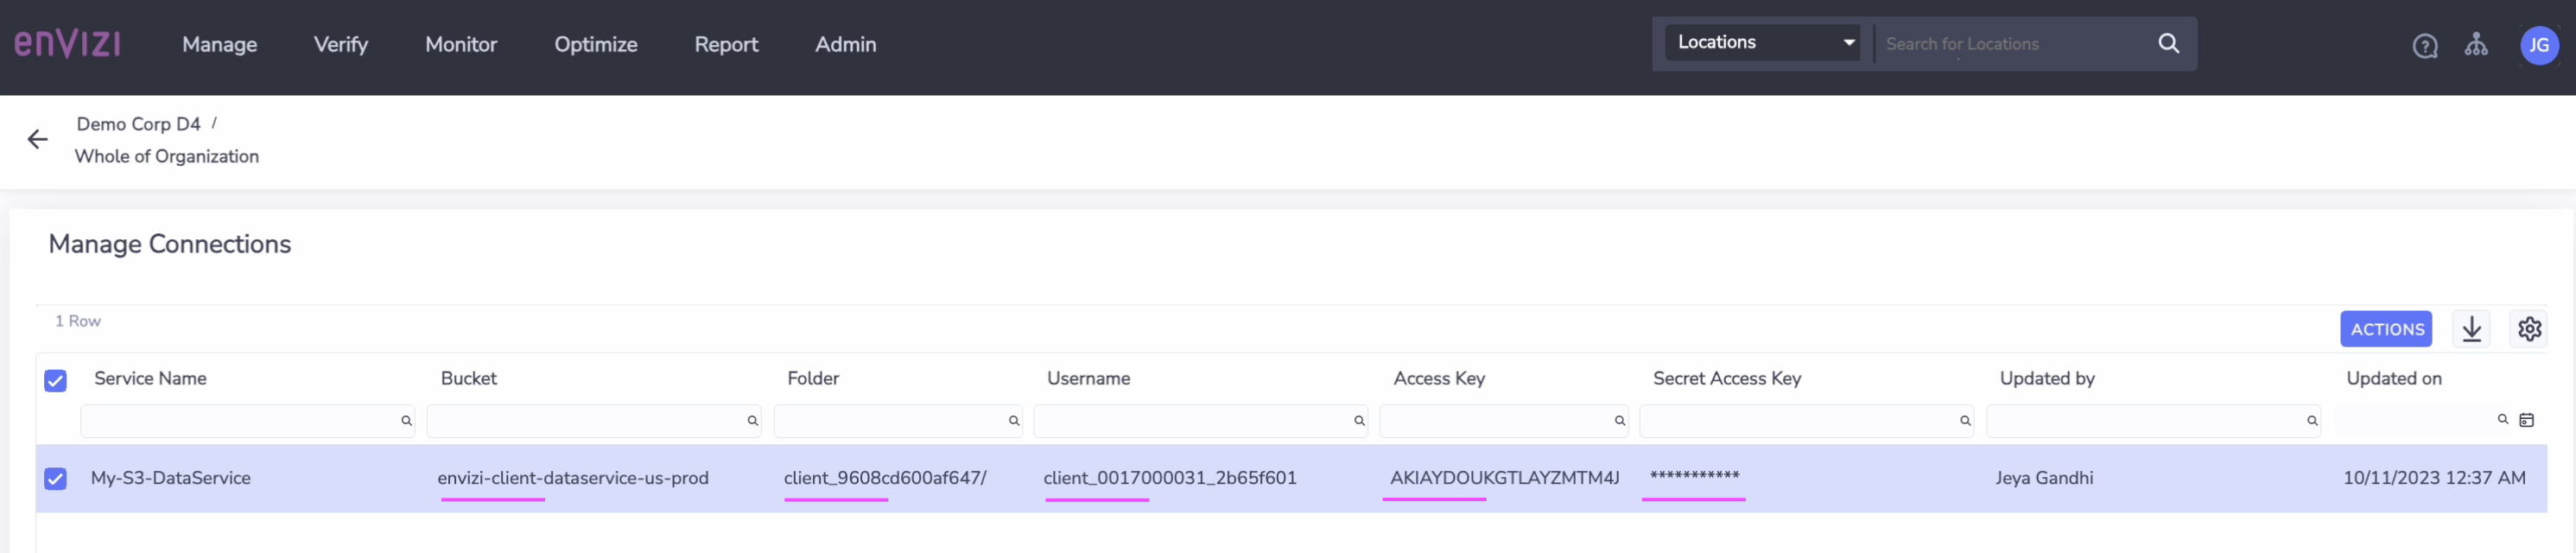 enVIZI Manage Verify Monitor Optimize Report Admin Locations Search for Locations JG
Demo Corp D4 /
Whole of Organization
Manage Connections
1 Row
ACTIONS
Service Name Bucket Folder Username Access Key Secret Access Key Updated by Updated on
My-S3-DataService envizi-client-dataservice-us-prod client_9608cd600af647/ client_0017000031_2b65f601 AKIAYDOUKGTLAYZMTM4J *********** Jeya Gandhi 10/11/2023 12:37 AM